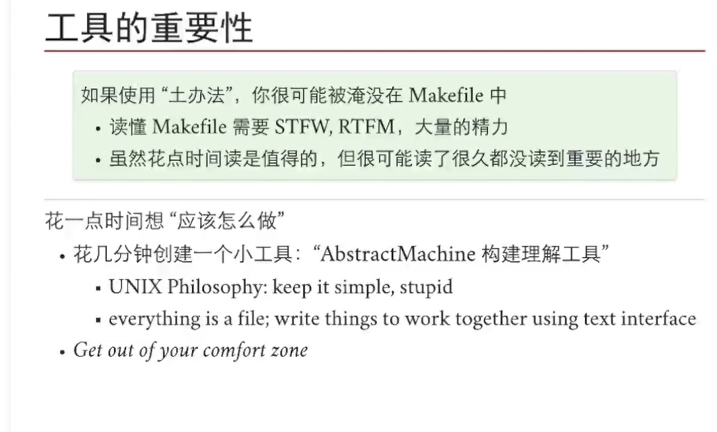 工具的重要性
如果使用 “土办法”，你很可能被淹没在 Makefile 中
• 读懂 Makefile 需要 STFW, RTFM，大量的精力
• 虽然花点时间读是值得的，但很可能读了很久都没读到重要的地方
花一点时间想 “应该怎么做”
• 花几分钟创建一个小工具：“AbstractMachine 构建理解工具”
▪ UNIX Philosophy: keep it simple, stupid
▪ everything is a file; write things to work together using text interface
• Get out of your comfort zone